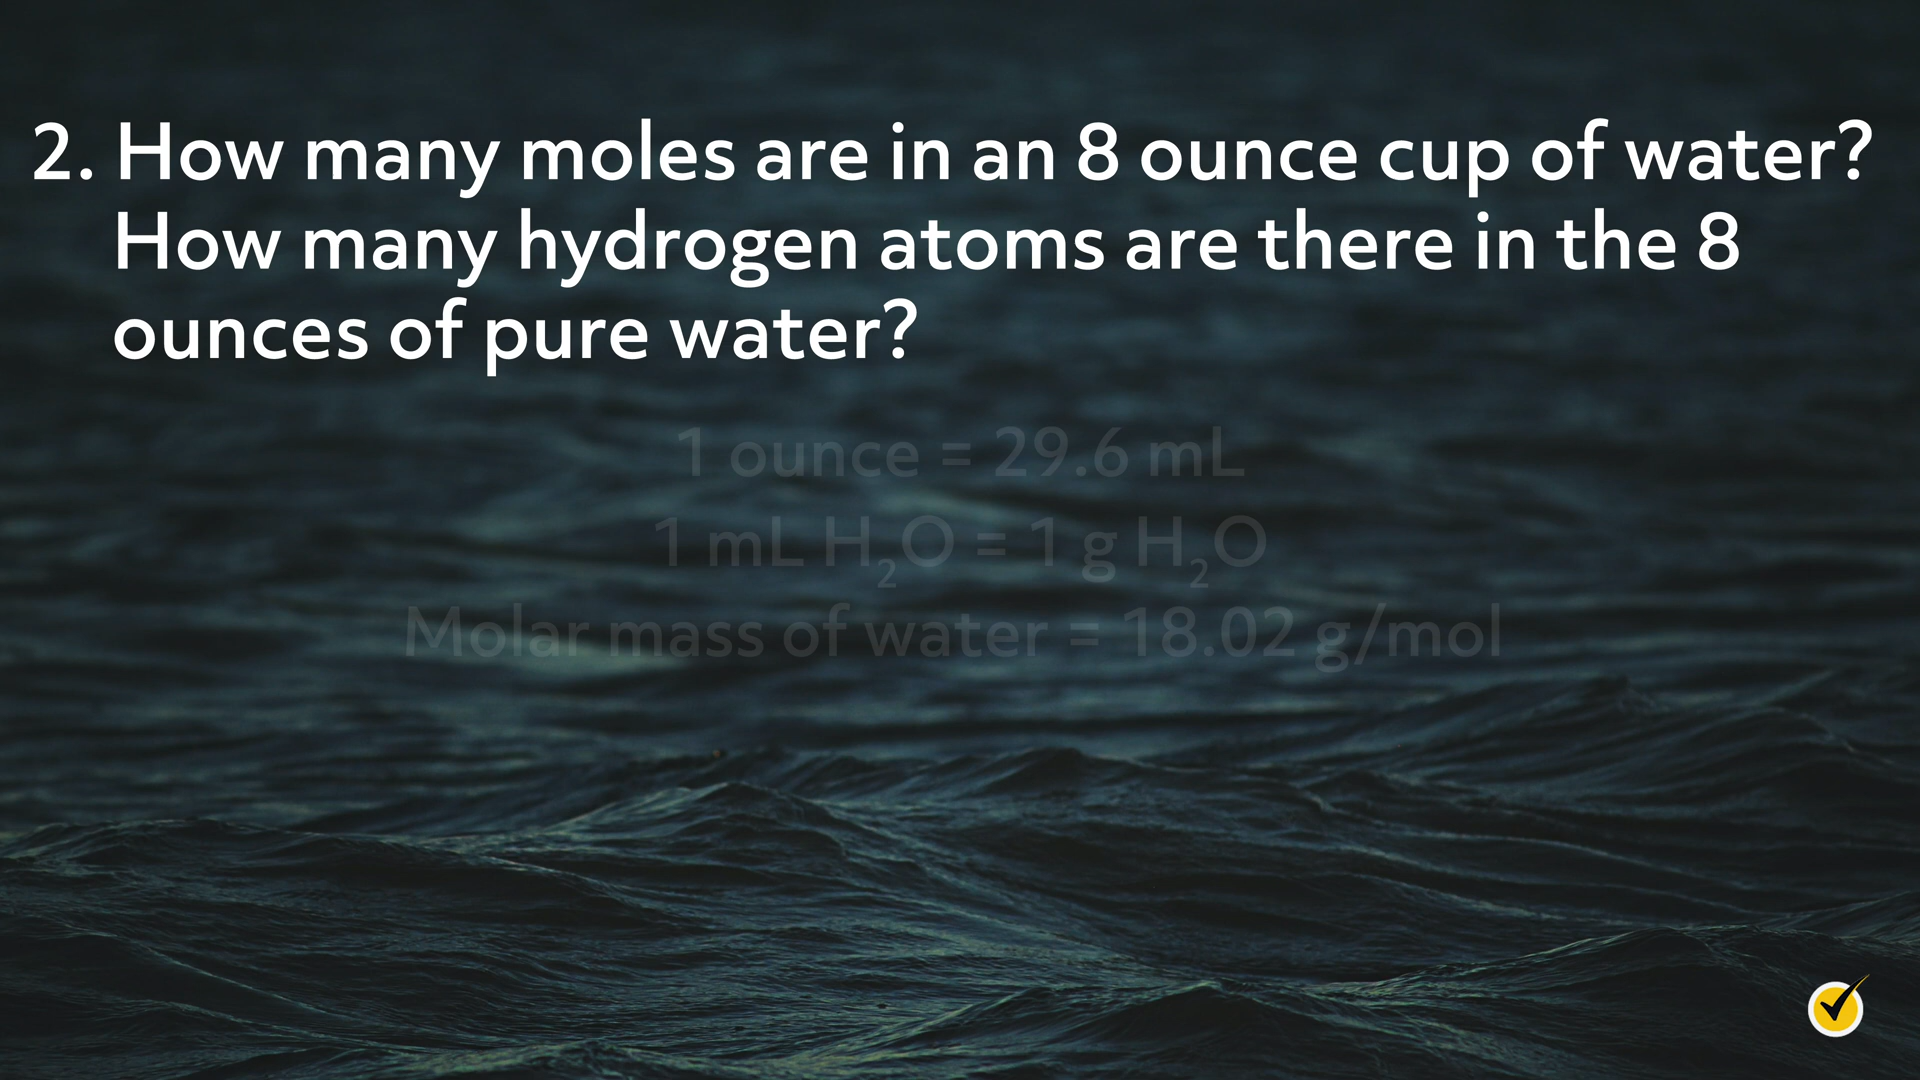 2. How many moles are in an 8 ounce cup of water?
How many hydrogen atoms are there in the 8
ounces of pure water?
1 ounce = 29.6 mL
1 mL H₂O = 1 g H₂O
Molar mass of water = 18.02 g/mol